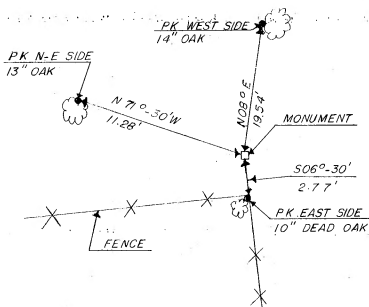 PK WEST SIDE
14" OAK
PK N-E SIDE
13" OAK
N 71°-30'W
11.28'
N08° E
19.54'
MONUMENT
S06°-30'
2.77'
PK EAST SIDE
10" DEAD OAK
FENCE